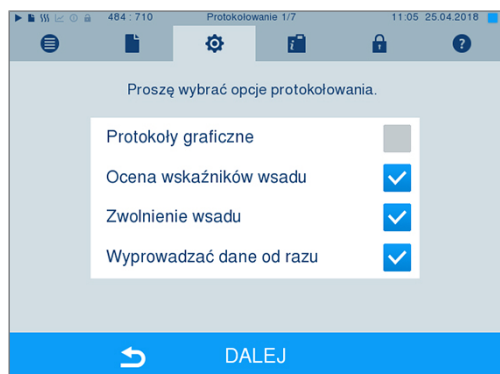 484 : 710 Protokołowanie 1/7 11:05 25.04.2018
Proszę wybrać opcje protokołowania.
Protokoły graficzne
Ocena wskaźników wsadu
Zwolnienie wsadu
Wyprowadzać dane od razu
DALEJ